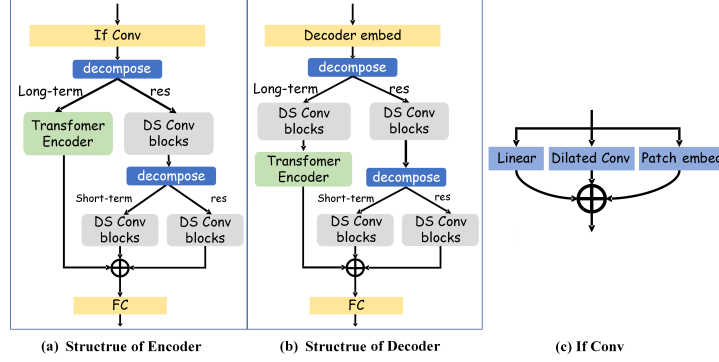 If Conv
decompose
Long-term
res
Transfomer
Encoder
DS Conv
blocks
decompose
Short-term
res
DS Conv
blocks
DS Conv
blocks
FC
(a) Structrue of Encoder
Decoder embed
decompose
Long-term
res
DS Conv
blocks
DS Conv
blocks
Transfomer
Encoder
decompose
Short-term
res
DS Conv
blocks
DS Conv
blocks
FC
(b) Structrue of Decoder
Linear
Dilated Conv
Patch embed
(c) If Conv